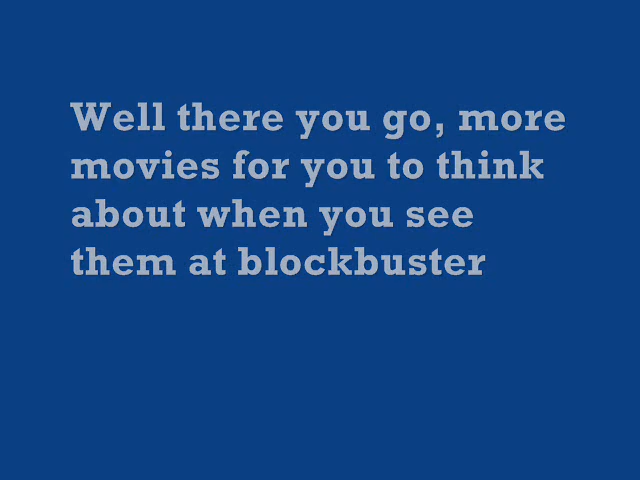 Well there you go, more
movies for you to think
about when you see
them at blockbuster